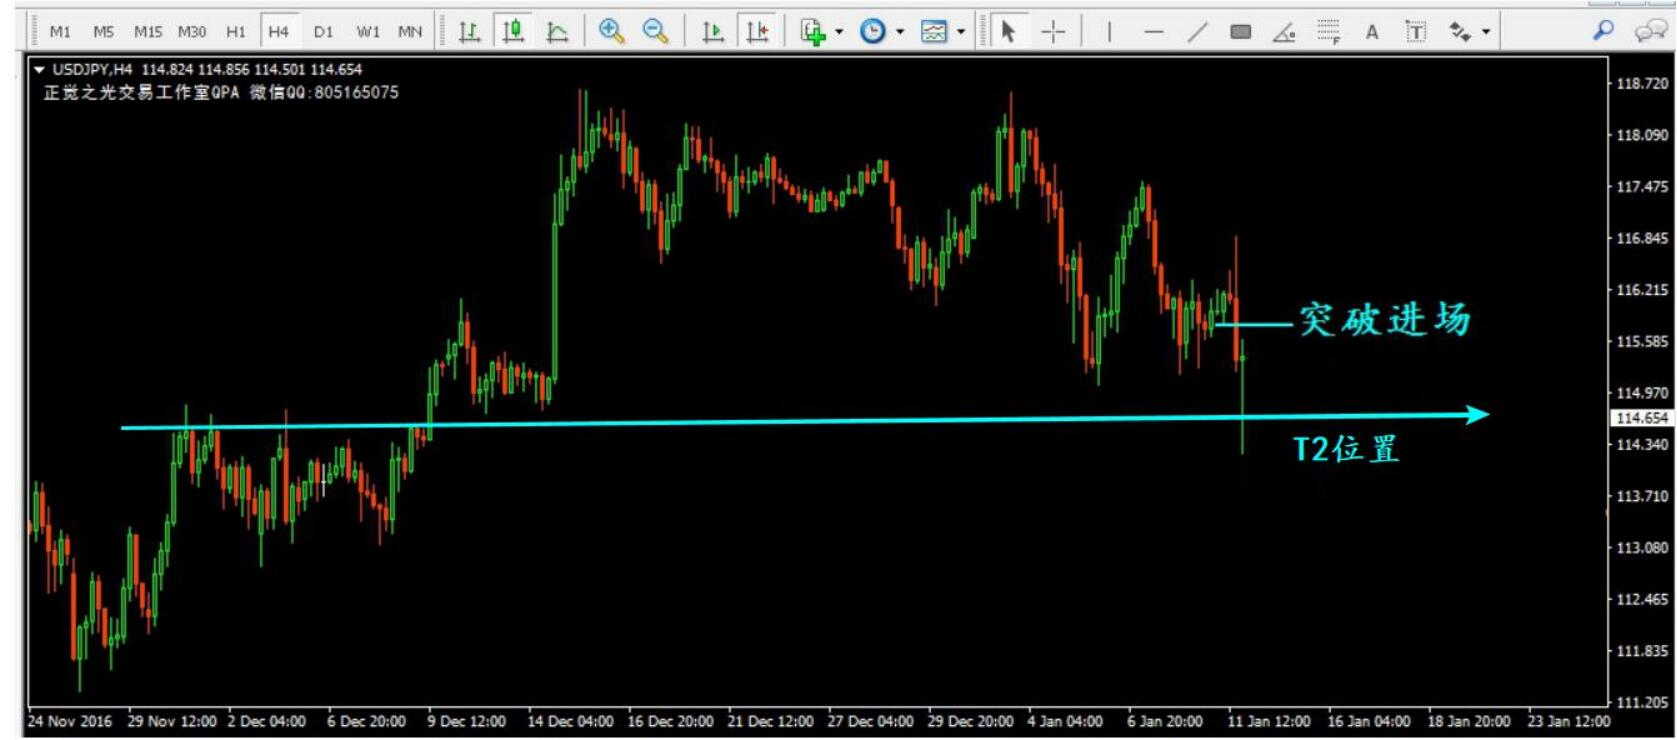 M1 M5 M15 M30 H1 H4 D1 W1 MN
USDJPY,H4 114.824 114.856 114.501 114.654
正觉之光交易工作室QPA 微信QQ:805165075
118.720
118.090
117.475
116.845
116.215
突破进场
115.585
114.970
114.654
T2位置
114.340
113.710
113.080
112.465
111.835
111.205
24 Nov 2016 29 Nov 12:00 2 Dec 04:00 6 Dec 20:00 9 Dec 12:00 14 Dec 04:00 16 Dec 20:00 21 Dec 12:00 27 Dec 04:00 29 Dec 20:00 4 Jan 04:00 6 Jan 20:00 11 Jan 12:00 16 Jan 04:00 18 Jan 20:00 23 Jan 12:00